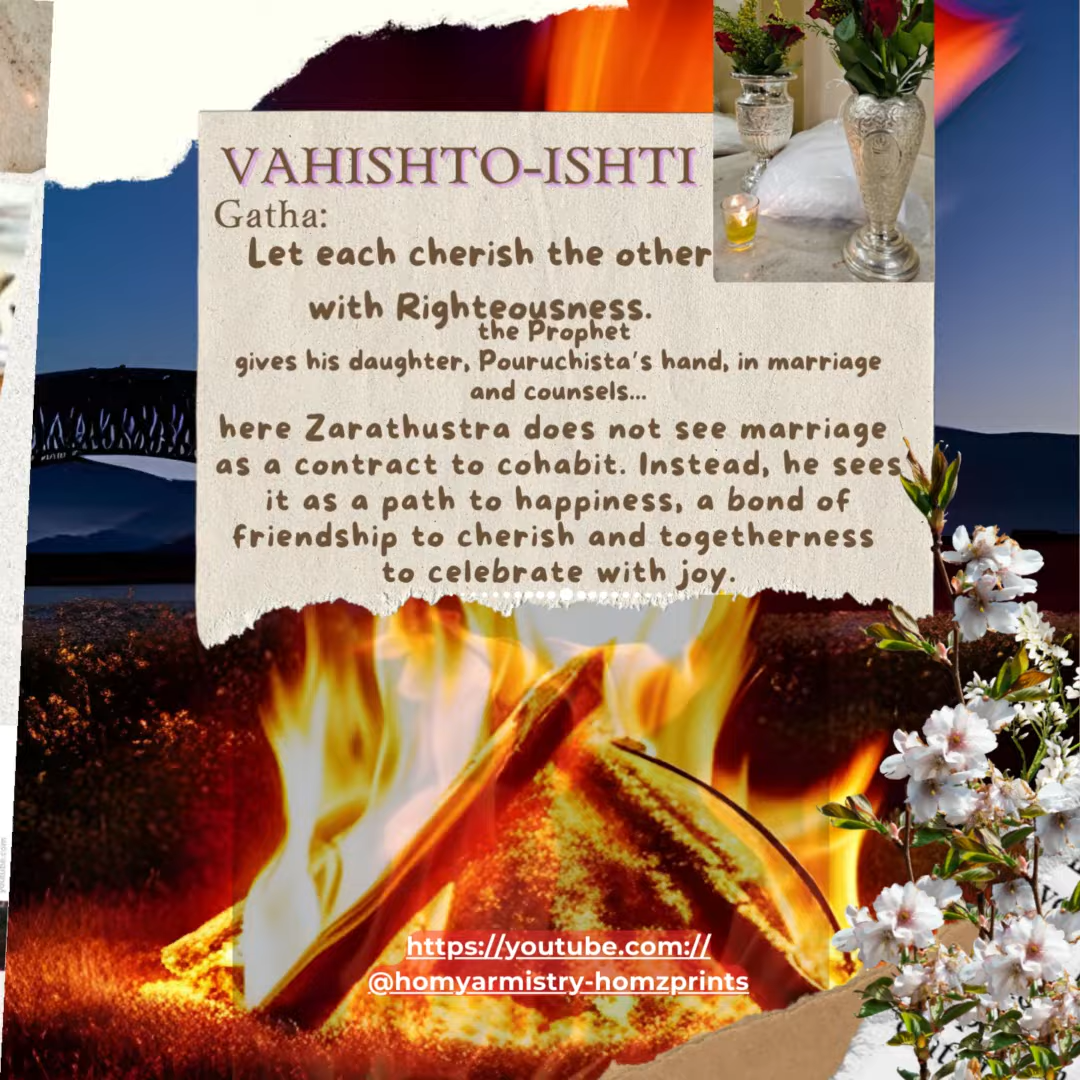 VAHISHTO-ISHTI
Gatha:
Let each cherish the other
with Righteousness.
the Prophet
gives his daughter, Pouruchista's hand, in marriage
and counsels...
here Zarathustra does not see marriage
as a contract to cohabit. Instead, he sees
it as a path to happiness, a bond of
friendship to cherish and togetherness
to celebrate with joy.
https://youtube.com://
@homyarmistry-homzprints